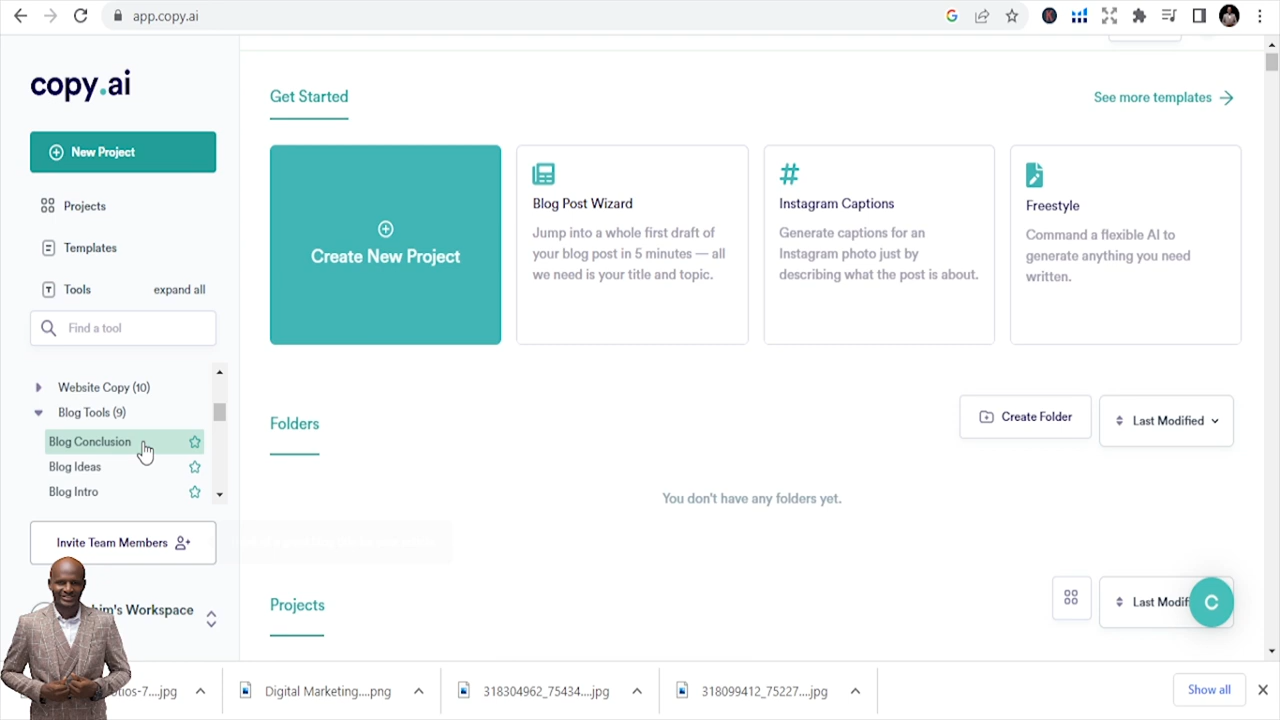 app.copy.ai
copy.ai
New Project
Projects
Templates
Tools
expand all
Find a tool
Website Copy (10)
Blog Tools (9)
Blog Conclusion
Blog Ideas
Blog Intro
Invite Team Members
him's Workspace
Get Started
See more templates
Create New Project
Blog Post Wizard
Jump into a whole first draft of
your blog post in 5 minutes — all
we need is your title and topic.
Instagram Captions
Generate captions for an
Instagram photo just by
describing what the post is about.
Freestyle
Command a flexible AI to
generate anything you need
written.
Folders
Create Folder
Last Modified
You don't have any folders yet.
Projects
Last Modifi
C
otios-7....jpg
Digital Marketing....png
318304962_75434...jpg
318099412_75227...jpg
Show all